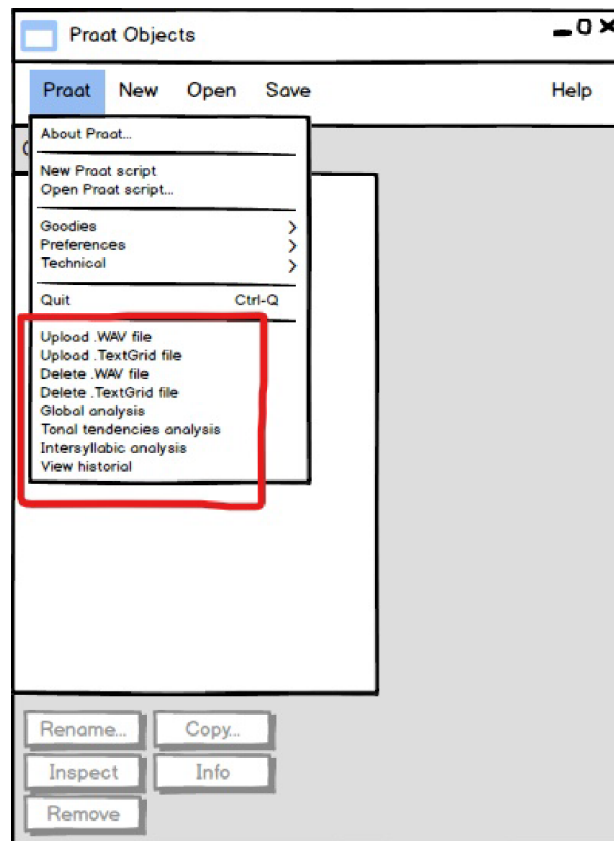 Praat Objects
Praat New Open Save Help
About Praat...
New Praat script
Open Praat script...
Goodies
Preferences
Technical
Quit Ctrl-Q
Upload .WAV file
Upload .TextGrid file
Delete .WAV file
Delete .TextGrid file
Global analysis
Tonal tendencies analysis
Intersyllabic analysis
View historial
Rename... Copy...
Inspect Info
Remove